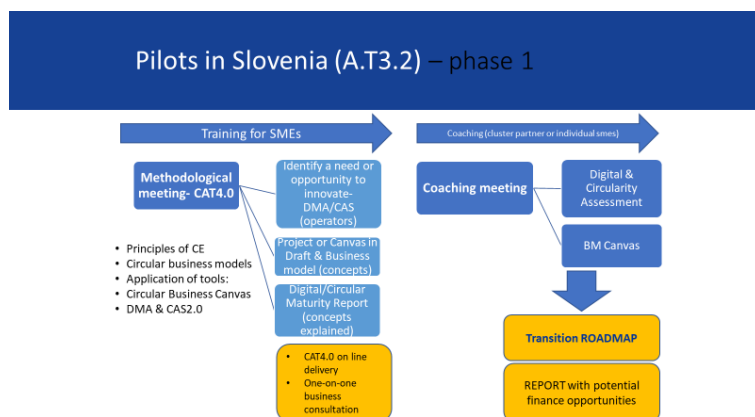 Pilots in Slovenia (A.T3.2) – phase 1
Training for SMEs
Methodological
meeting- CAT4.0
Identify a need or
opportunity to
innovate-
DMA/CAS
(operators)
Project or Canvas in
Draft & Business
model (concepts)
Digital/Circular
Maturity Report
(concepts
explained)
• Principles of CE
• Circular business models
• Application of tools:
• Circular Business Canvas
• DMA & CAS2.0
• CAT4.0 on line
delivery
• One-on-one
business
consultation
Coaching (cluster partner or individual smes)
Coaching meeting
Digital &
Circularity
Assessment
BM Canvas
Transition ROADMAP
REPORT with potential
finance opportunities